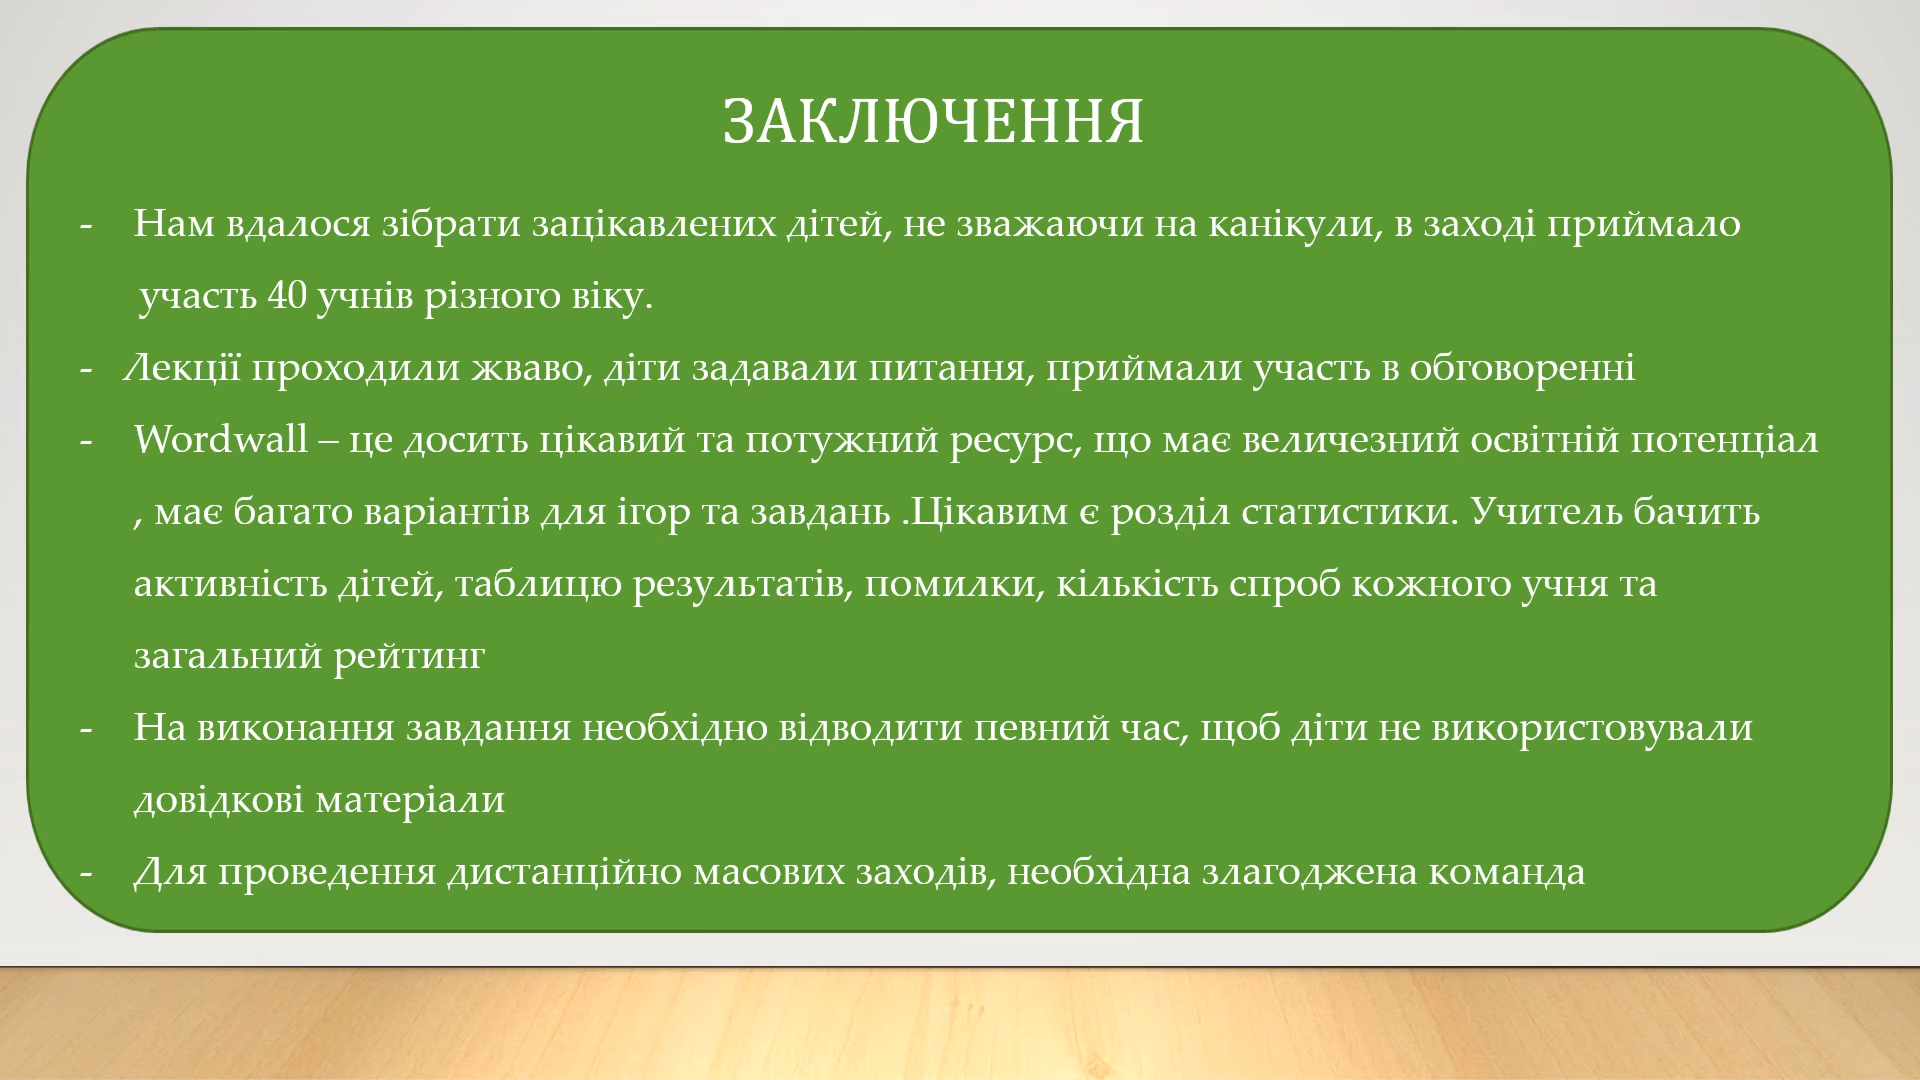 ЗАКЛЮЧЕННЯ
- Нам вдалося зібрати зацікавлених дітей, не зважаючи на канікули, в заході приймало
участь 40 учнів різного віку.
- Лекції проходили жваво, діти задавали питання, приймали участь в обговоренні
- Wordwall – це досить цікавий та потужний ресурс, що має величезний освітній потенціал
, має багато варіантів для ігор та завдань .Цікавим є розділ статистики. Учитель бачить
активність дітей, таблицю результатів, помилки, кількість спроб кожного учня та
загальний рейтинг
- На виконання завдання необхідно відводити певний час, щоб діти не використовували
довідкові матеріали
- Для проведення дистанційно масових заходів, необхідна злагоджена команда